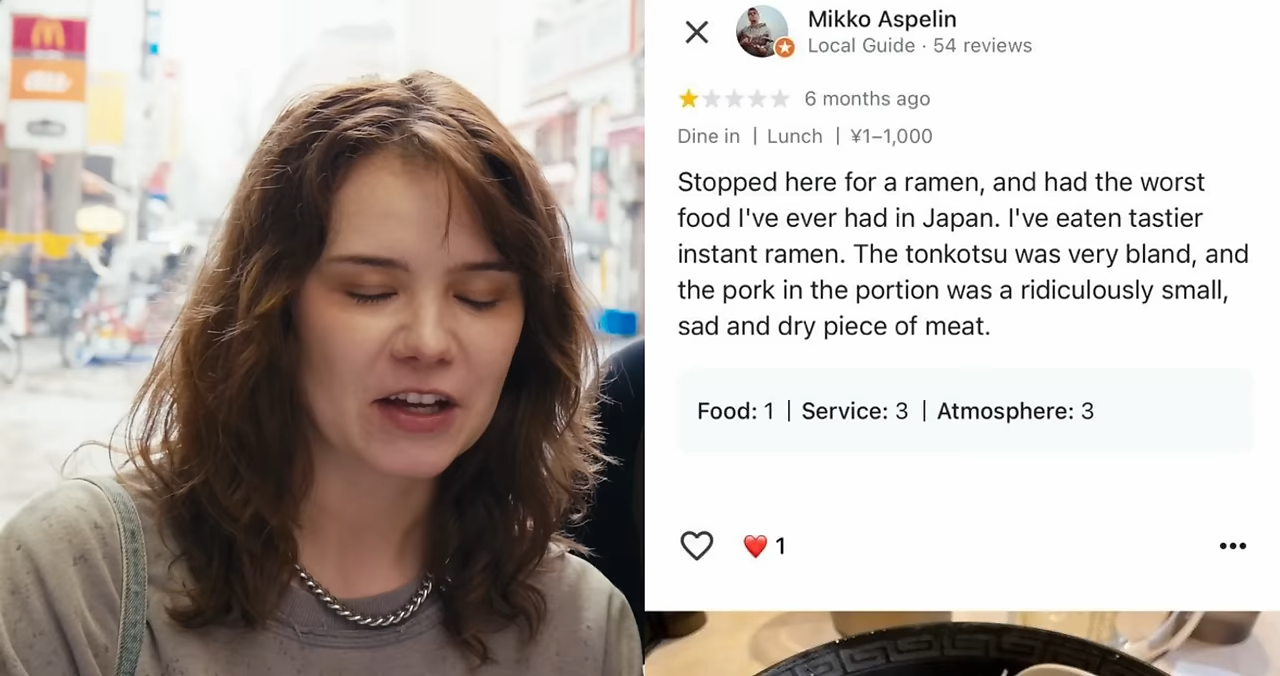 Mikko Aspelin
Local Guide · 54 reviews
6 months ago
Dine in | Lunch | ¥1–1,000
Stopped here for a ramen, and had the worst
food I've ever had in Japan. I've eaten tastier
instant ramen. The tonkotsu was very bland, and
the pork in the portion was a ridiculously small,
sad and dry piece of meat.
Food: 1 | Service: 3 | Atmosphere: 3
1